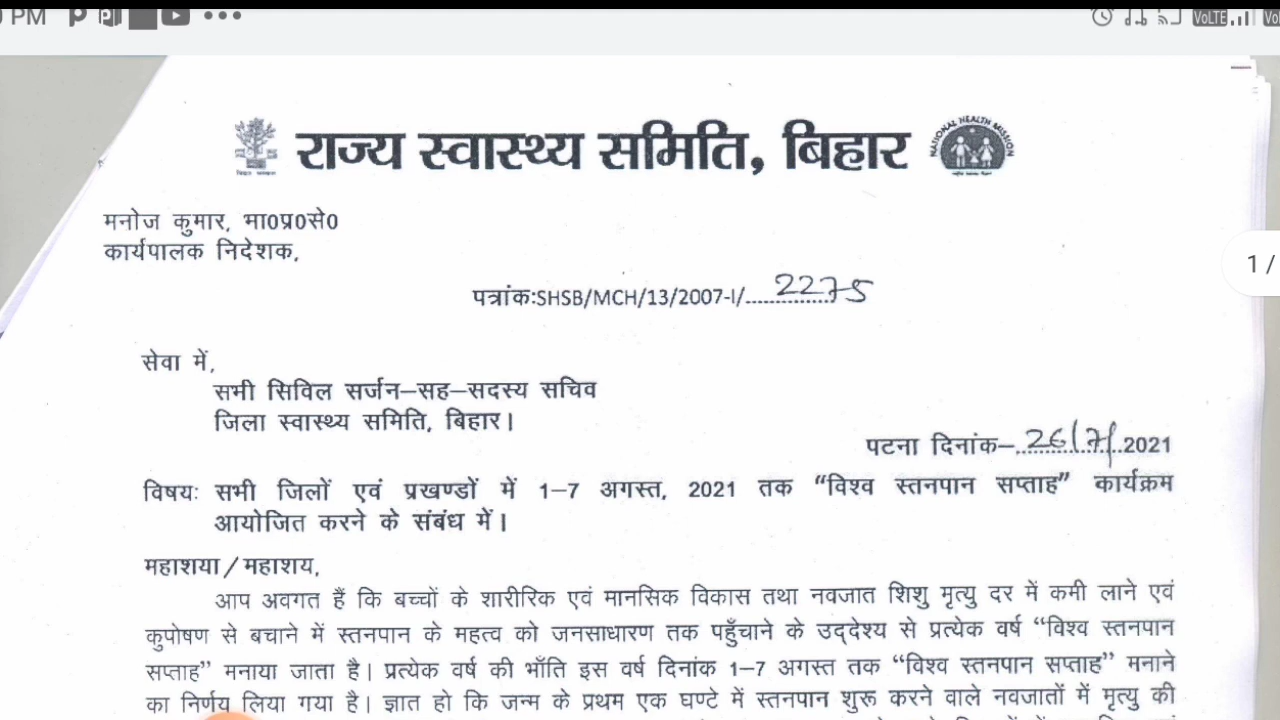 PM
VoLTE
राज्य स्वास्थ्य समिति, बिहार
NATIONAL HEALTH MISSION
मनोज कुमार, भा0प्र0से0
कार्यपालक निदेशक,
1 /
पत्रांक:SHSB/MCH/13/2007-I/..............2275
सेवा में,
सभी सिविल सर्जन–सह–सदस्य सचिव
जिला स्वास्थ्य समिति, बिहार।
पटना दिनांक–..26/7/..2021
विषयः सभी जिलों एवं प्रखण्डों में 1–7 अगस्त, 2021 तक “विश्व स्तनपान सप्ताह” कार्यक्रम
आयोजित करने के संबंध में।
महाशया/महाशय,
आप अवगत हैं कि बच्चों के शारीरिक एवं मानसिक विकास तथा नवजात शिशु मृत्यु दर में कमी लाने एवं
कुपोषण से बचाने में स्तनपान के महत्व को जनसाधारण तक पहुँचाने के उद्देश्य से प्रत्येक वर्ष “विश्व स्तनपान
सप्ताह” मनाया जाता है। प्रत्येक वर्ष की भाँति इस वर्ष दिनांक 1–7 अगस्त तक “विश्व स्तनपान सप्ताह” मनाने
का निर्णय लिया गया है। ज्ञात हो कि जन्म के प्रथम एक घण्टे में स्तनपान शुरू करने वाले नवजातों में मृत्यु की